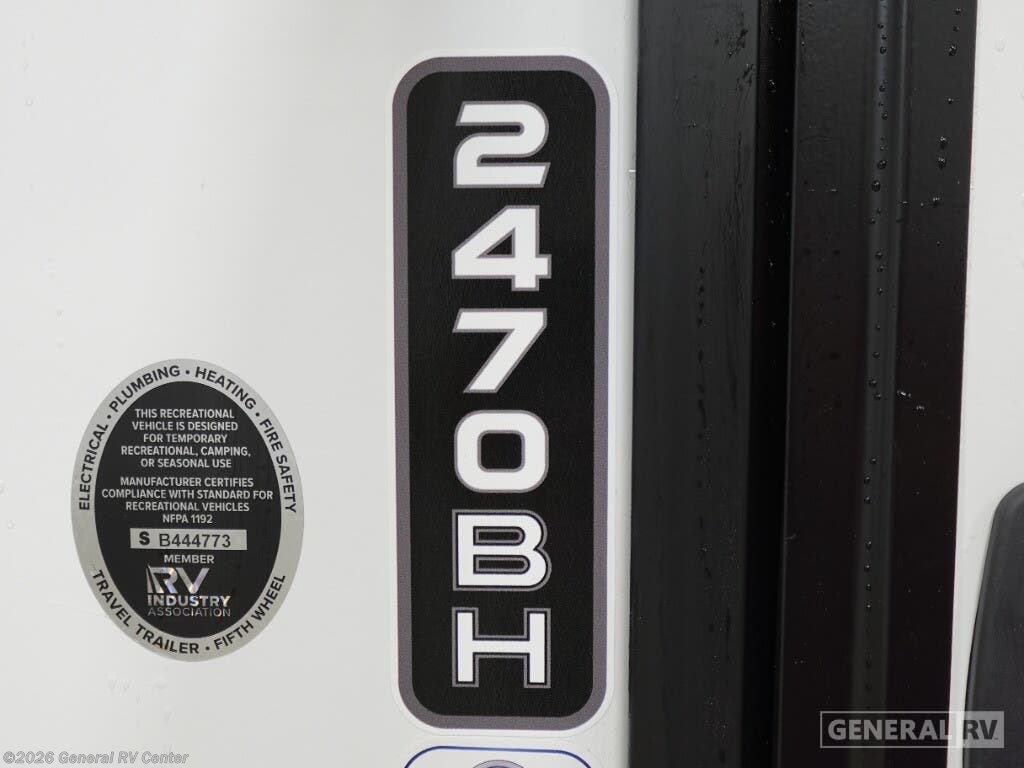 2
4
7
0
B
H
ELECTRICAL • PLUMBING • HEATING • FIRE SAFETY
THIS RECREATIONAL
VEHICLE IS DESIGNED
FOR TEMPORARY
RECREATIONAL, CAMPING,
OR SEASONAL USE
MANUFACTURER CERTIFIES
COMPLIANCE WITH STANDARD FOR
RECREATIONAL VEHICLES
NFPA 1192
S B444773
MEMBER
RV
INDUSTRY
ASSOCIATION
TRAVEL TRAILER • FIFTH WHEEL
GENERAL RV
©2026 General RV Center